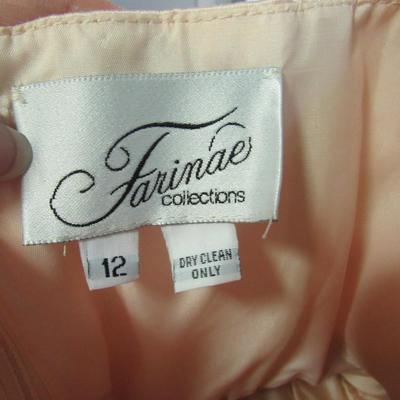 Farinae
collections
12
DRY CLEAN
ONLY